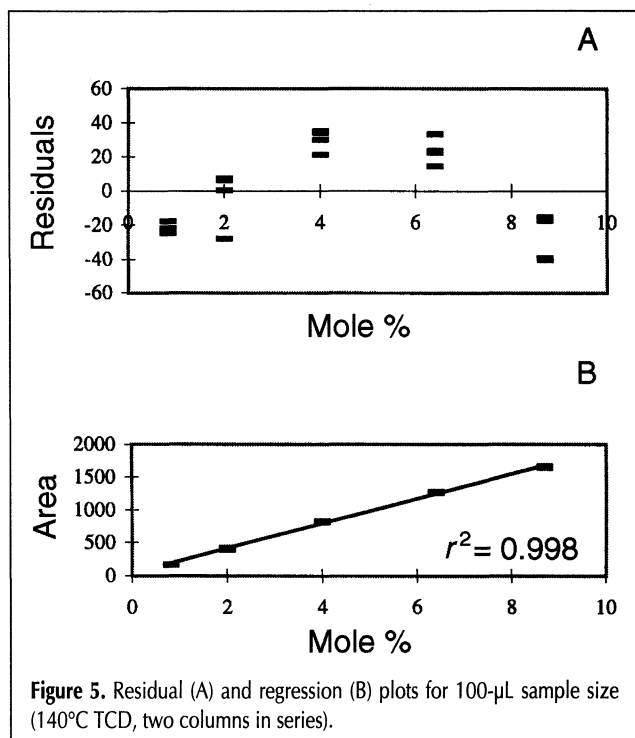 A
60
40
20
0
-20
-40
-60
0 2 4 6 8 10
Residuals
Mole %
B
2000
1500
1000
500
0
0 2 4 6 8 10
Area
r² = 0.998
Mole %
Figure 5. Residual (A) and regression (B) plots for 100-µL sample size
(140°C TCD, two columns in series).